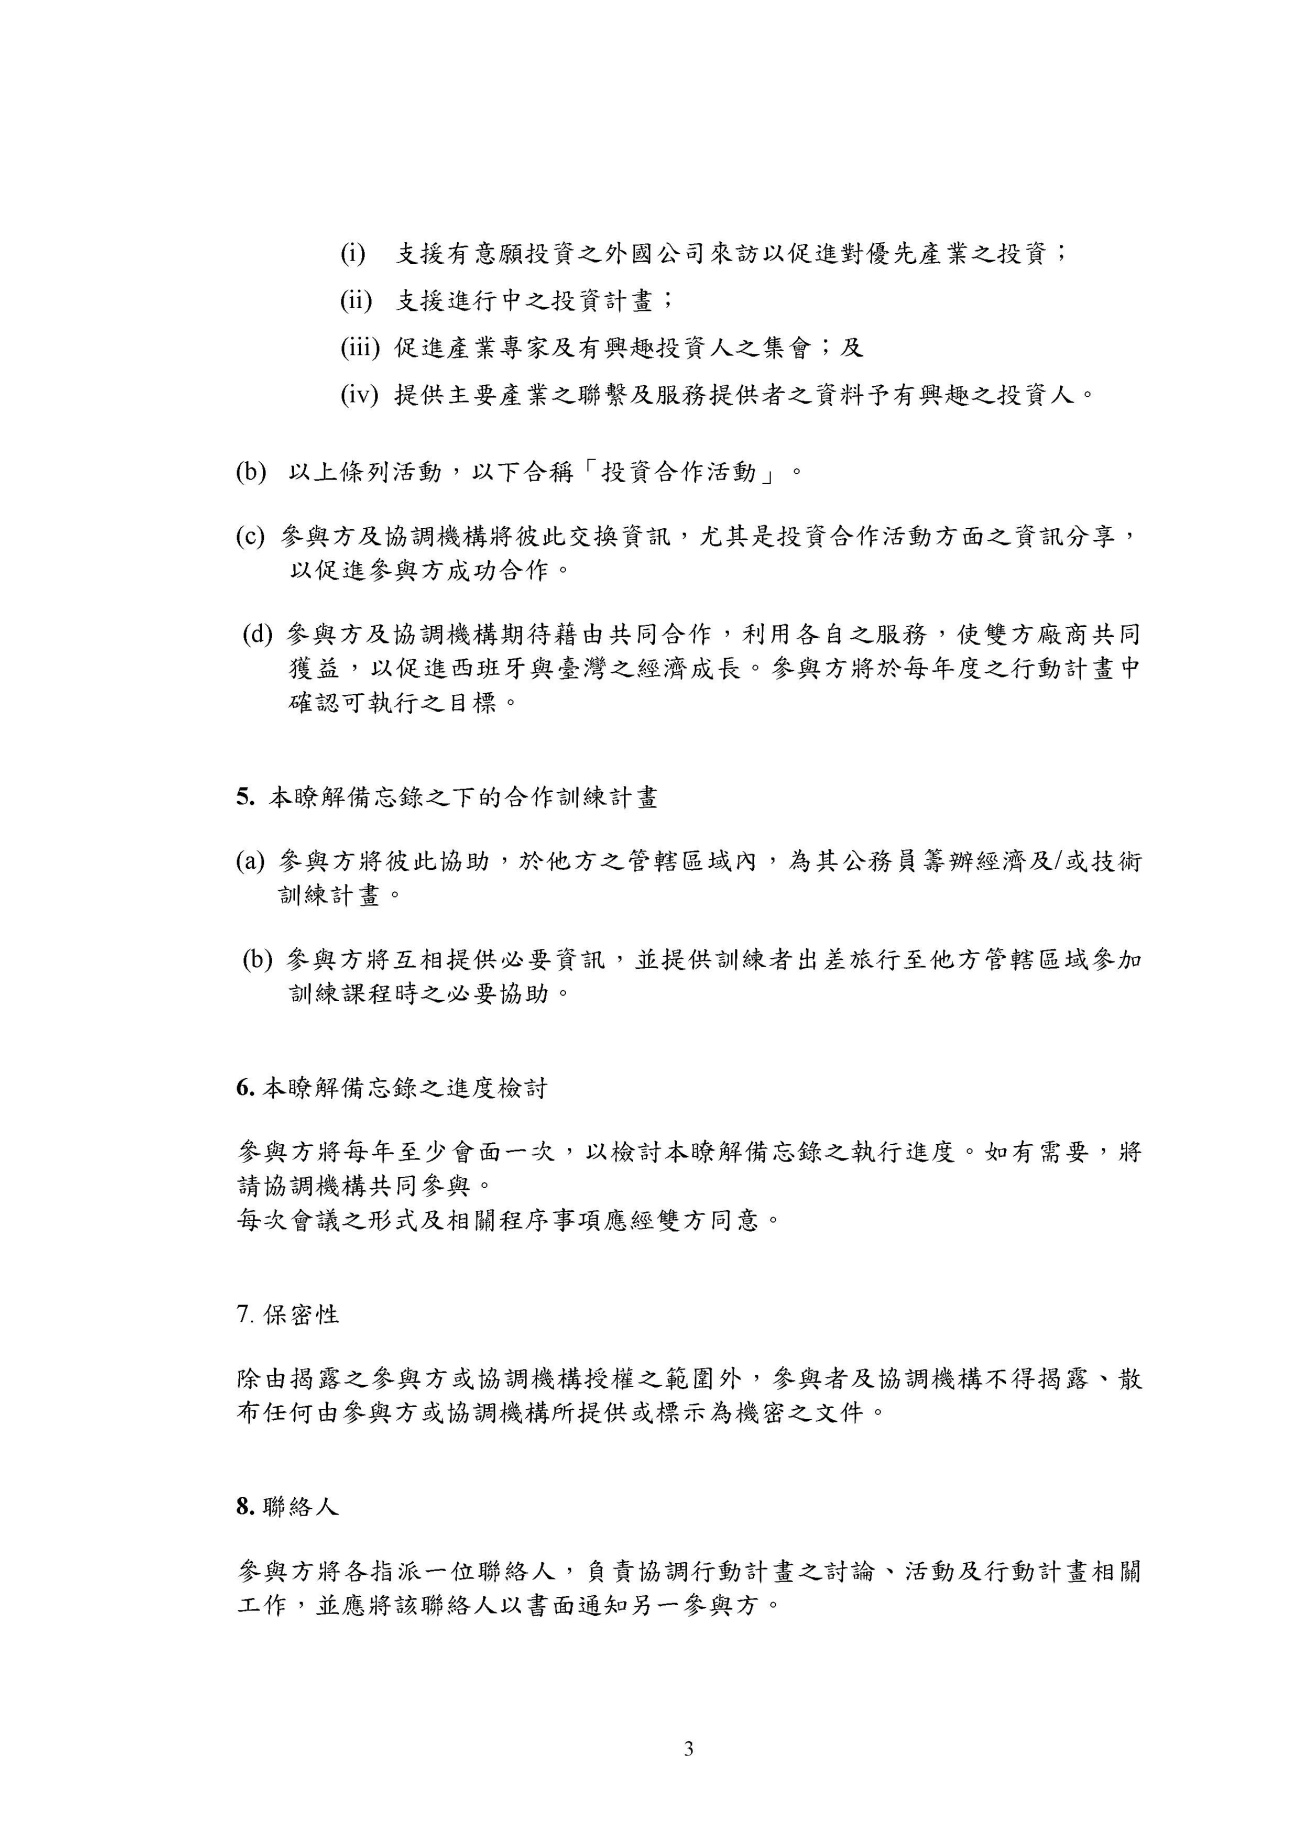 (i) 支援有意願投資之外國公司來訪以促進對優先產業之投資；
(ii) 支援進行中之投資計畫；
(iii) 促進產業專家及有興趣投資人之集會；及
(iv) 提供主要產業之聯繫及服務提供者之資料予有興趣之投資人。
(b) 以上條列活動，以下合稱「投資合作活動」。
(c) 參與方及協調機構將彼此交換資訊，尤其是投資合作活動方面之資訊分享，
以促進參與方成功合作。
(d) 參與方及協調機構期待藉由共同合作，利用各自之服務，使雙方廠商共同
獲益，以促進西班牙與臺灣之經濟成長。參與方將於每年度之行動計畫中
確認可執行之目標。
5. 本瞭解備忘錄之下的合作訓練計畫
(a) 參與方將彼此協助，於他方之管轄區域內，為其公務員籌辦經濟及/或技術
訓練計畫。
(b) 參與方將互相提供必要資訊，並提供訓練者出差旅行至他方管轄區域參加
訓練課程時之必要協助。
6. 本瞭解備忘錄之進度檢討
參與方將每年至少會面一次，以檢討本瞭解備忘錄之執行進度。如有需要，將
請協調機構共同參與。
每次會議之形式及相關程序事項應經雙方同意。
7. 保密性
除由揭露之參與方或協調機構授權之範圍外，參與者及協調機構不得揭露、散
布任何由參與方或協調機構所提供或標示為機密之文件。
8. 聯絡人
參與方將各指派一位聯絡人，負責協調行動計畫之討論、活動及行動計畫相關
工作，並應將該聯絡人以書面通知另一參與方。
3